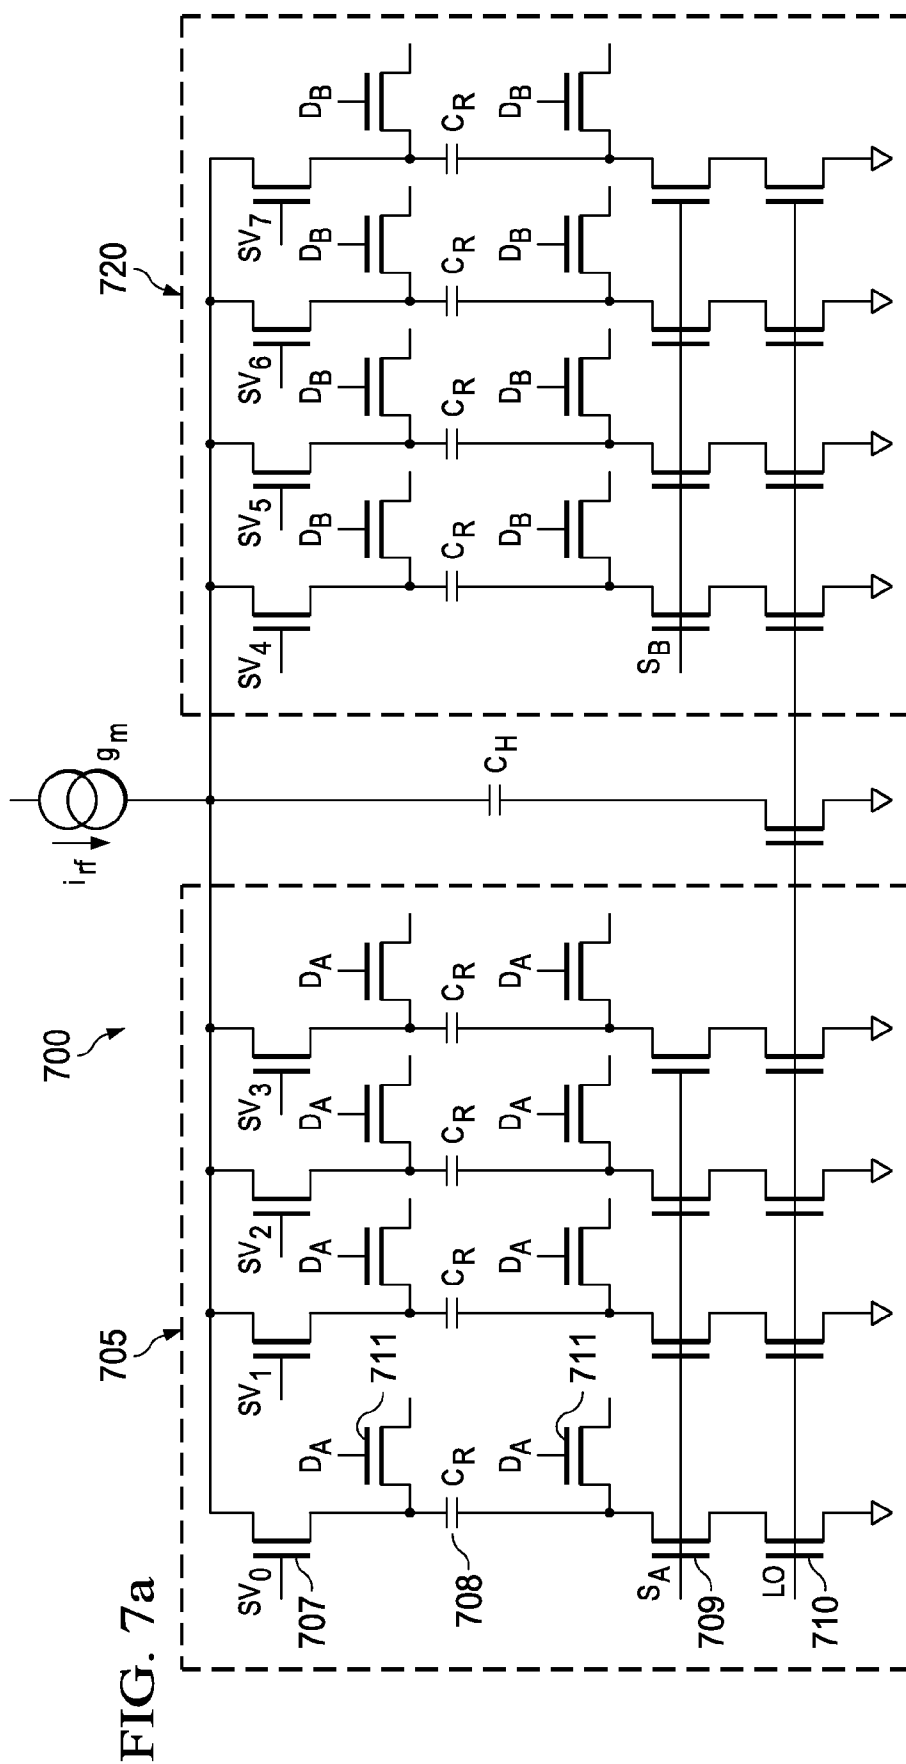 FIG. 7a
700
705
720
i_rf
g_m
SV_0
SV_1
SV_2
SV_3
SV_4
SV_5
SV_6
SV_7
707
D_A
711
D_A
D_A
D_A
D_B
D_B
D_B
D_B
C_R
708
C_R
C_R
C_R
C_H
C_R
C_R
C_R
C_R
D_A
711
D_A
D_A
D_A
D_B
D_B
D_B
D_B
S_A
709
S_B
LO
710